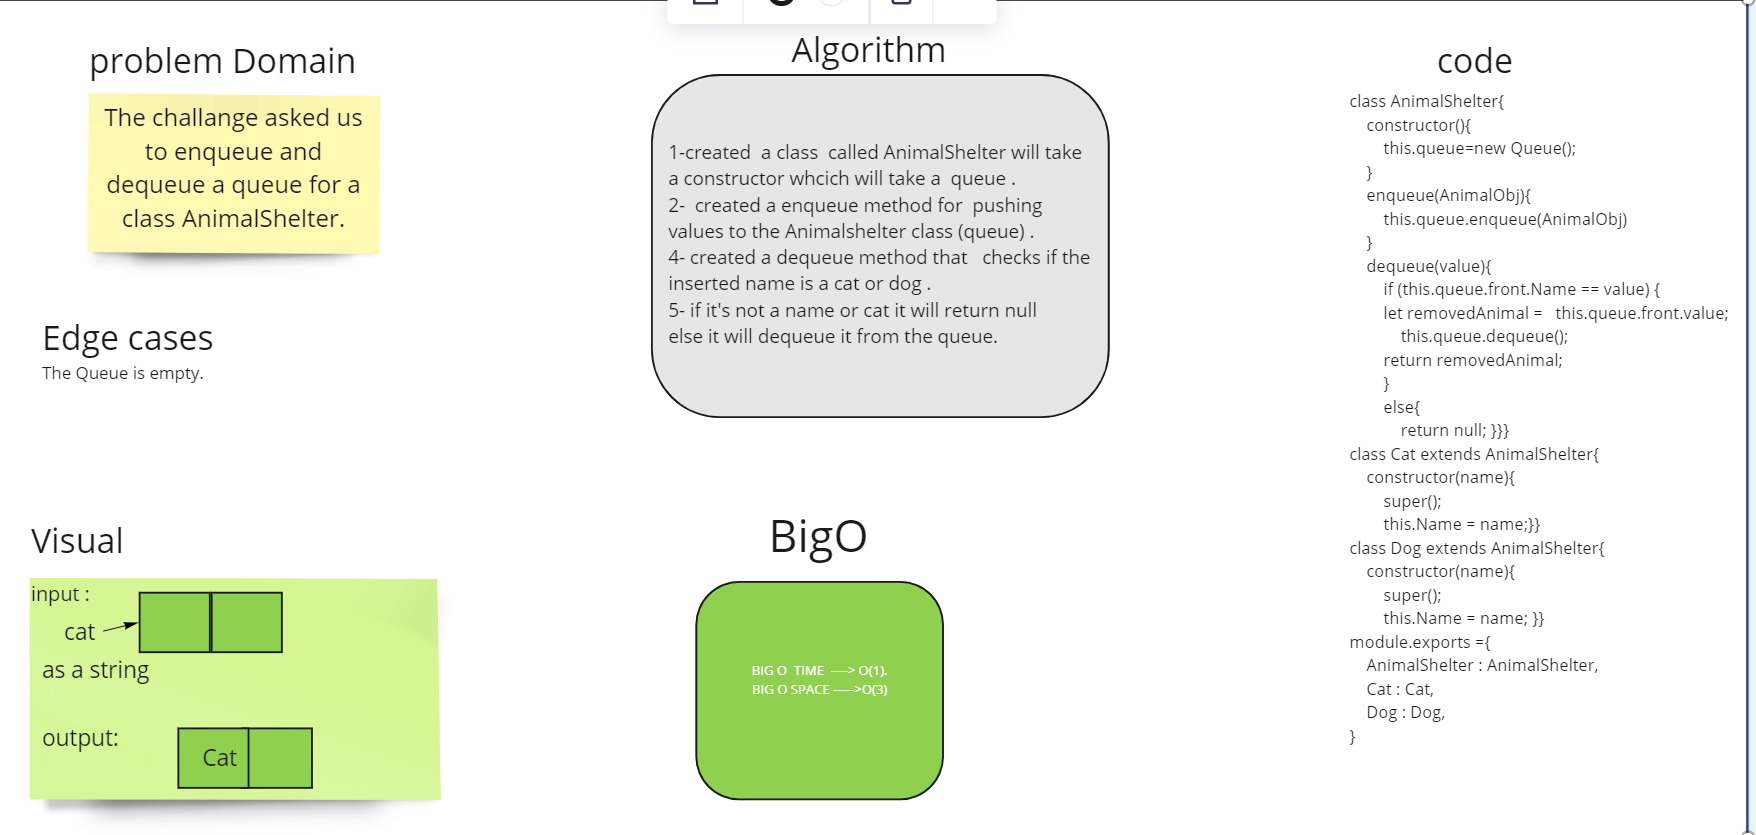 problem Domain
The challange asked us
to enqueue and
dequeue a queue for a
class AnimalShelter.
Edge cases
The Queue is empty.
Visual
input :
cat
as a string
output:
Cat
Algorithm
1-created a class called AnimalShelter will take
a constructor whcich will take a queue .
2- created a enqueue method for pushing
values to the Animalshelter class (queue) .
4- created a dequeue method that checks if the
inserted name is a cat or dog .
5- if it's not a name or cat it will return null
else it will dequeue it from the queue.
BigO
BIG O TIME ----> O(1).
BIG O SPACE ----->O(3)
code
class AnimalShelter{
constructor(){
this.queue=new Queue();
}
enqueue(AnimalObj){
this.queue.enqueue(AnimalObj)
}
dequeue(value){
if (this.queue.front.Name == value) {
let removedAnimal = this.queue.front.value;
this.queue.dequeue();
return removedAnimal;
}
else{
return null; }}}
class Cat extends AnimalShelter{
constructor(name){
super();
this.Name = name;}}
class Dog extends AnimalShelter{
constructor(name){
super();
this.Name = name; }}
module.exports ={
AnimalShelter : AnimalShelter,
Cat : Cat,
Dog : Dog,
}